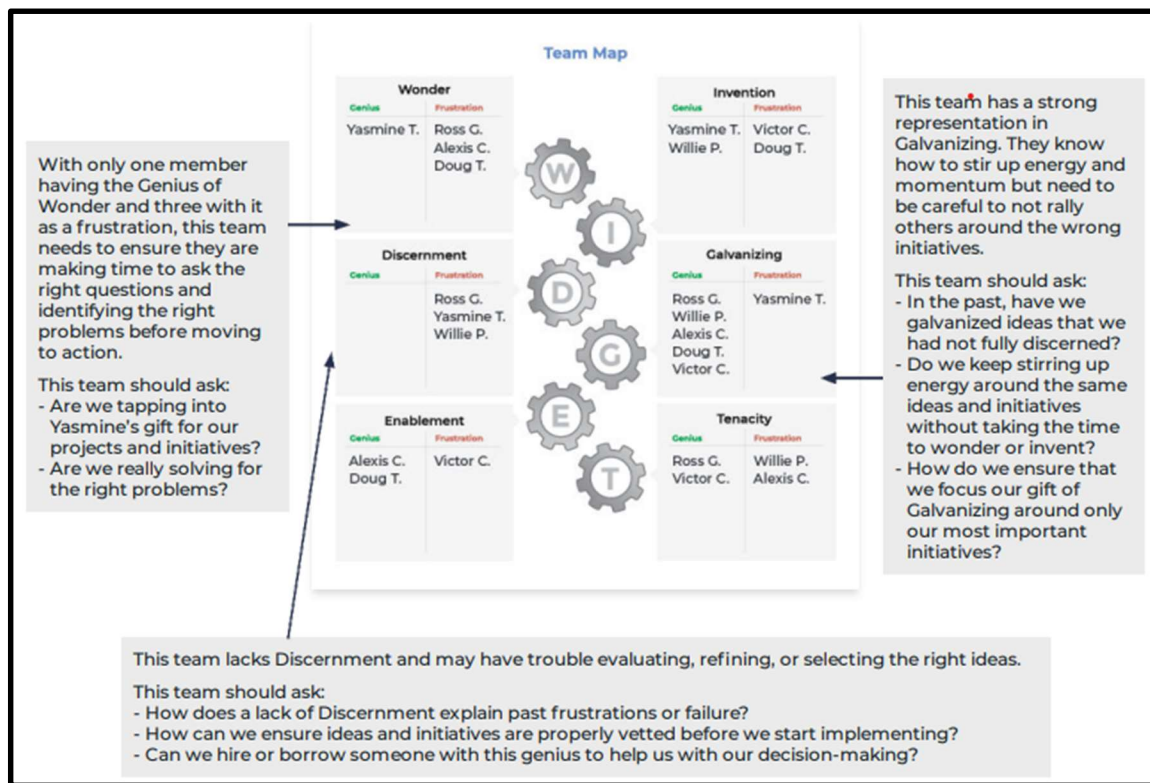 Team Map
Wonder
Genius Frustration
Yasmine T. Ross G.
Alexis C.
Doug T.
Invention
Genius Frustration
Yasmine T. Victor C.
Willie P. Doug T.
Discernment
Genius Frustration
Ross G.
Yasmine T.
Willie P.
Galvanizing
Genius Frustration
Ross G. Yasmine T.
Willie P.
Alexis C.
Doug T.
Victor C.
Enablement
Genius Frustration
Alexis C. Victor C.
Doug T.
Tenacity
Genius Frustration
Ross G. Willie P.
Victor C. Alexis C.
W
I
D
G
E
T
With only one member
having the Genius of
Wonder and three with it
as a frustration, this team
needs to ensure they are
making time to ask the
right questions and
identifying the right
problems before moving
to action.
This team should ask:
- Are we tapping into
Yasmine's gift for our
projects and initiatives?
- Are we really solving for
the right problems?
This team has a strong
representation in
Galvanizing. They know
how to stir up energy and
momentum but need to
be careful to not rally
others around the wrong
initiatives.
This team should ask:
- In the past, have we
galvanized ideas that we
had not fully discerned?
- Do we keep stirring up
energy around the same
ideas and initiatives
without taking the time
to wonder or invent?
- How do we ensure that
we focus our gift of
Galvanizing around only
our most important
initiatives?
This team lacks Discernment and may have trouble evaluating, refining, or selecting the right ideas.
This team should ask:
- How does a lack of Discernment explain past frustrations or failure?
- How can we ensure ideas and initiatives are properly vetted before we start implementing?
- Can we hire or borrow someone with this genius to help us with our decision-making?